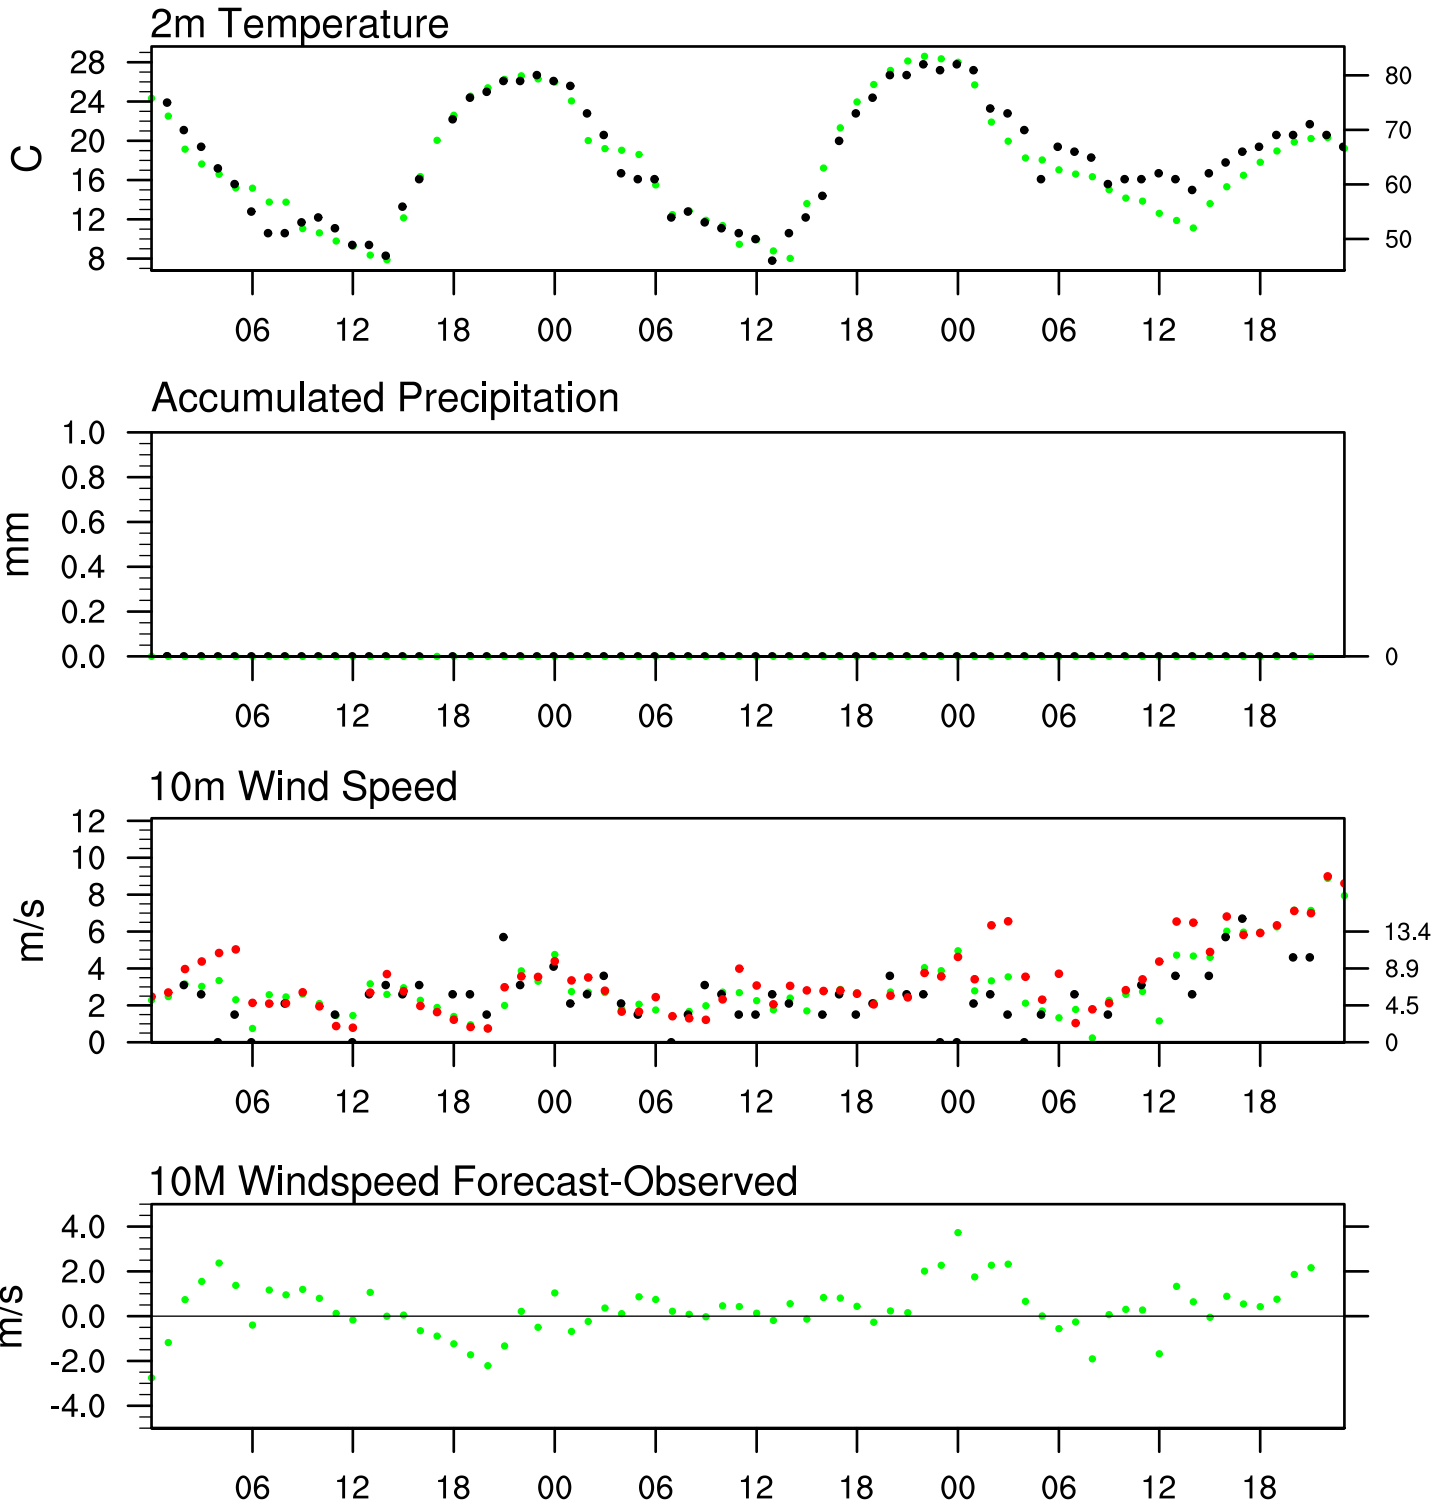 2m Temperature
28
24
20
16
12
8
C
80
70
60
50
06 12 18 00 06 12 18 00 06 12 18
Accumulated Precipitation
1.0
0.8
0.6
0.4
0.2
0.0
mm
0
06 12 18 00 06 12 18 00 06 12 18
10m Wind Speed
12
10
8
6
4
2
0
m/s
13.4
8.9
4.5
0
06 12 18 00 06 12 18 00 06 12 18
10M Windspeed Forecast-Observed
4.0
2.0
0.0
-2.0
-4.0
m/s
06 12 18 00 06 12 18 00 06 12 18